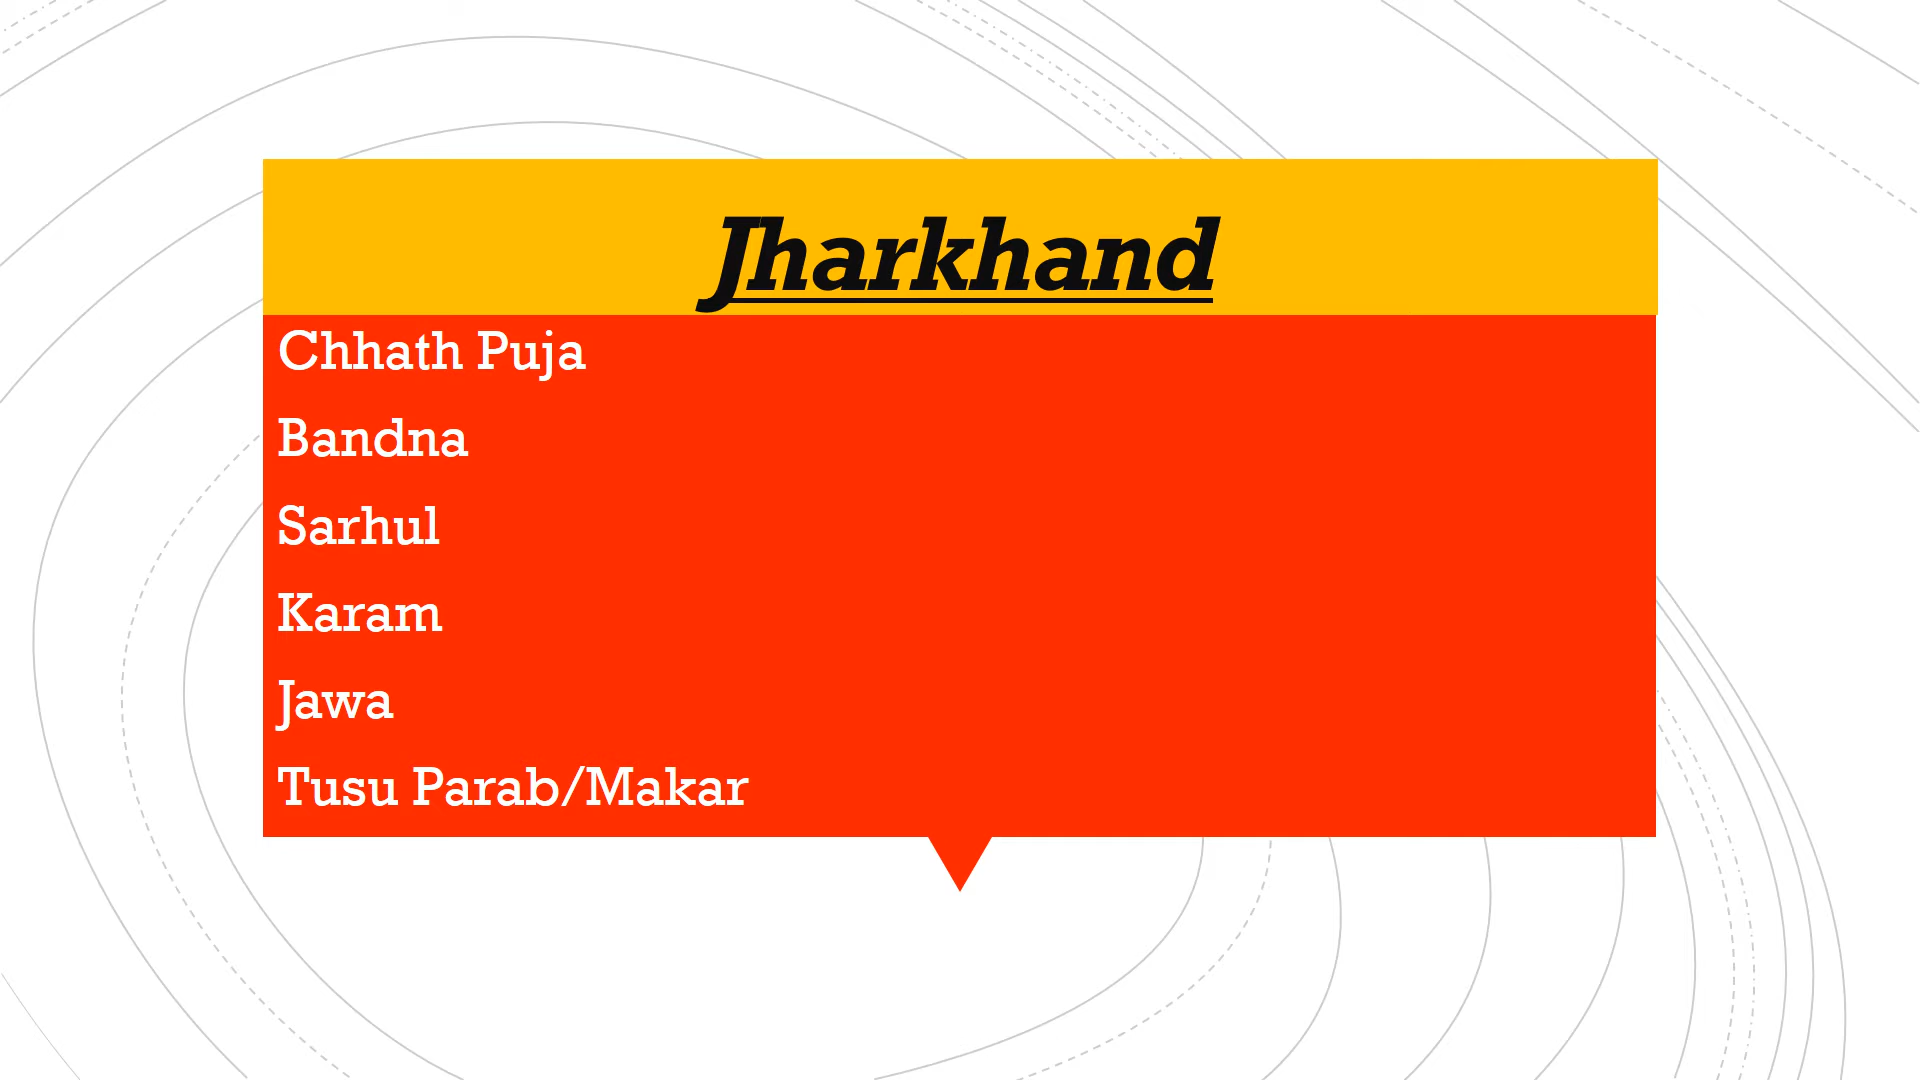 Jharkhand
Chhath Puja
Bandna
Sarhul
Karam
Jawa
Tusu Parab/Makar